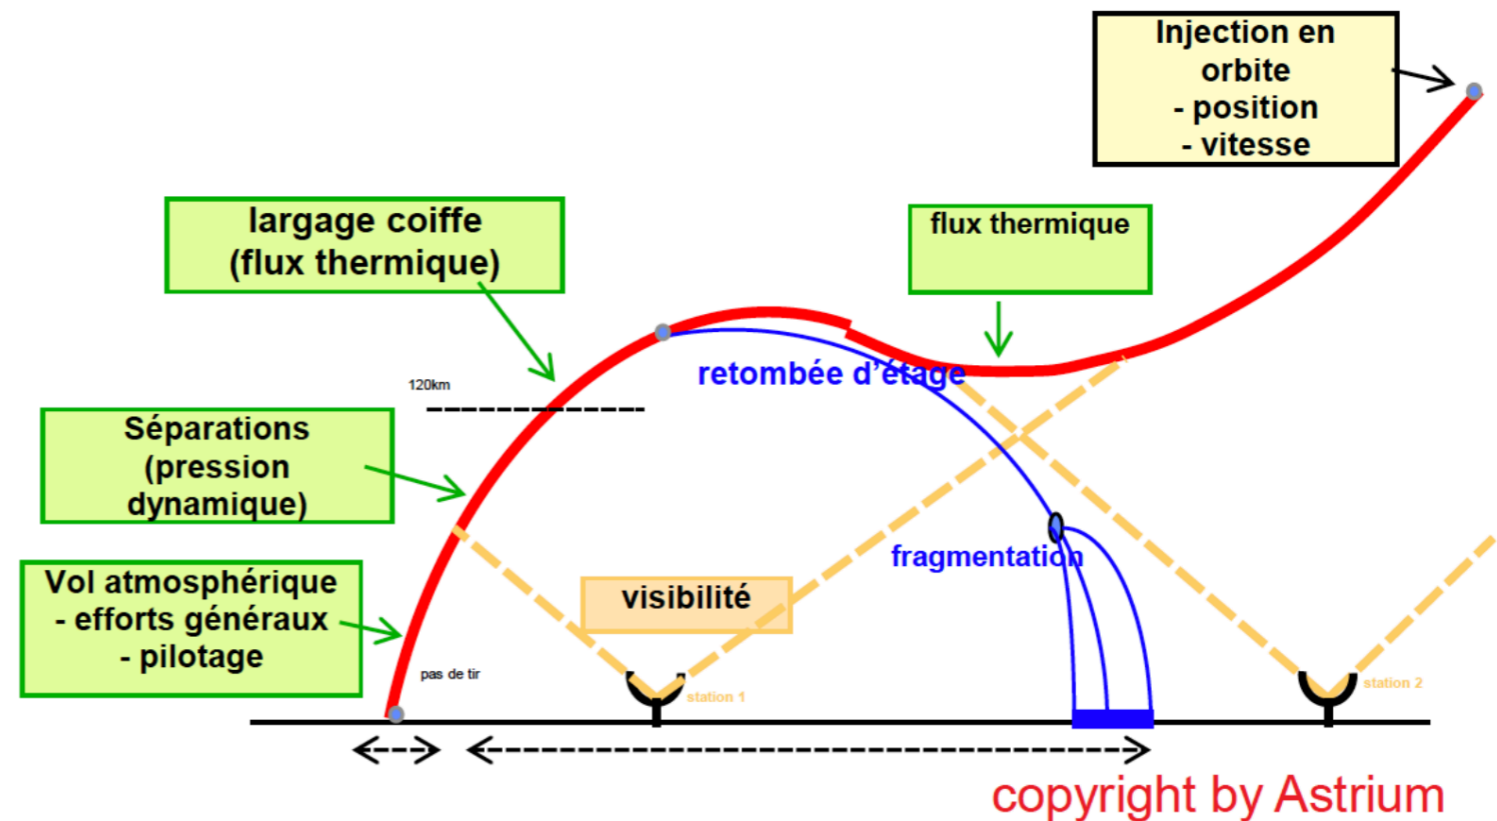 Injection en
orbite
- position
- vitesse
largage coiffe
(flux thermique)
flux thermique
retombée d'étage
120km
Séparations
(pression
dynamique)
fragmentation
Vol atmosphérique
- efforts généraux
- pilotage
visibilité
pas de tir
station 1
station 2
copyright by Astrium